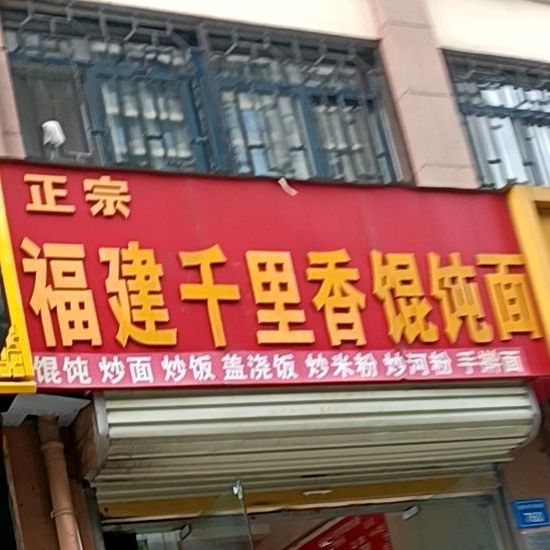 正宗
福建千里香馄饨面
馄饨 炒面 炒饭 盖浇饭 炒米粉 炒河粉 手擀面